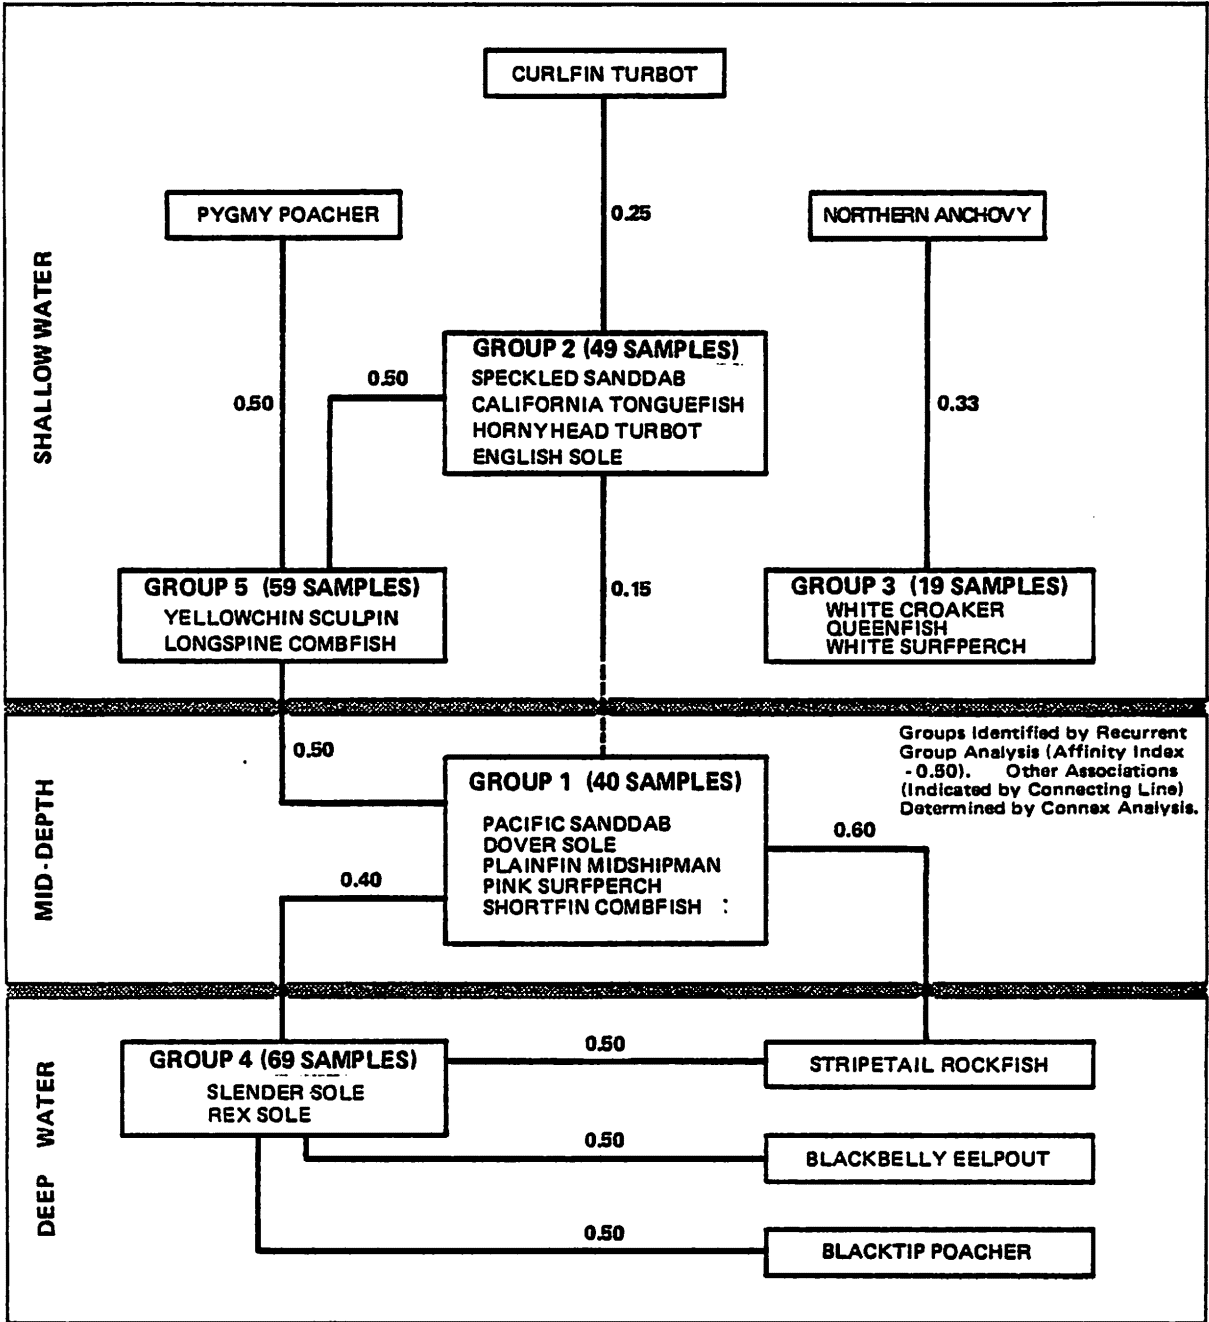 CURLFIN TURBOT
PYGMY POACHER
NORTHERN ANCHOVY
0.25
SHALLOW WATER
GROUP 2 (49 SAMPLES)
SPECKLED SANDDAB
CALIFORNIA TONGUEFISH
HORNYHEAD TURBOT
ENGLISH SOLE
0.50
0.50
0.33
GROUP 5 (59 SAMPLES)
YELLOWCHIN SCULPIN
LONGSPINE COMBFISH
0.15
GROUP 3 (19 SAMPLES)
WHITE CROAKER
QUEENFISH
WHITE SURFPERCH
MID-DEPTH
0.50
Groups Identified by Recurrent
Group Analysis (Affinity Index
- 0.50). Other Associations
(Indicated by Connecting Line)
Determined by Connex Analysis.
GROUP 1 (40 SAMPLES)
PACIFIC SANDDAB
DOVER SOLE
PLAINFIN MIDSHIPMAN
PINK SURFPERCH
SHORTFIN COMBFISH :
0.60
0.40
DEEP WATER
GROUP 4 (69 SAMPLES)
SLENDER SOLE
REX SOLE
0.50
STRIPETAIL ROCKFISH
0.50
BLACKBELLY EELPOUT
0.50
BLACKTIP POACHER